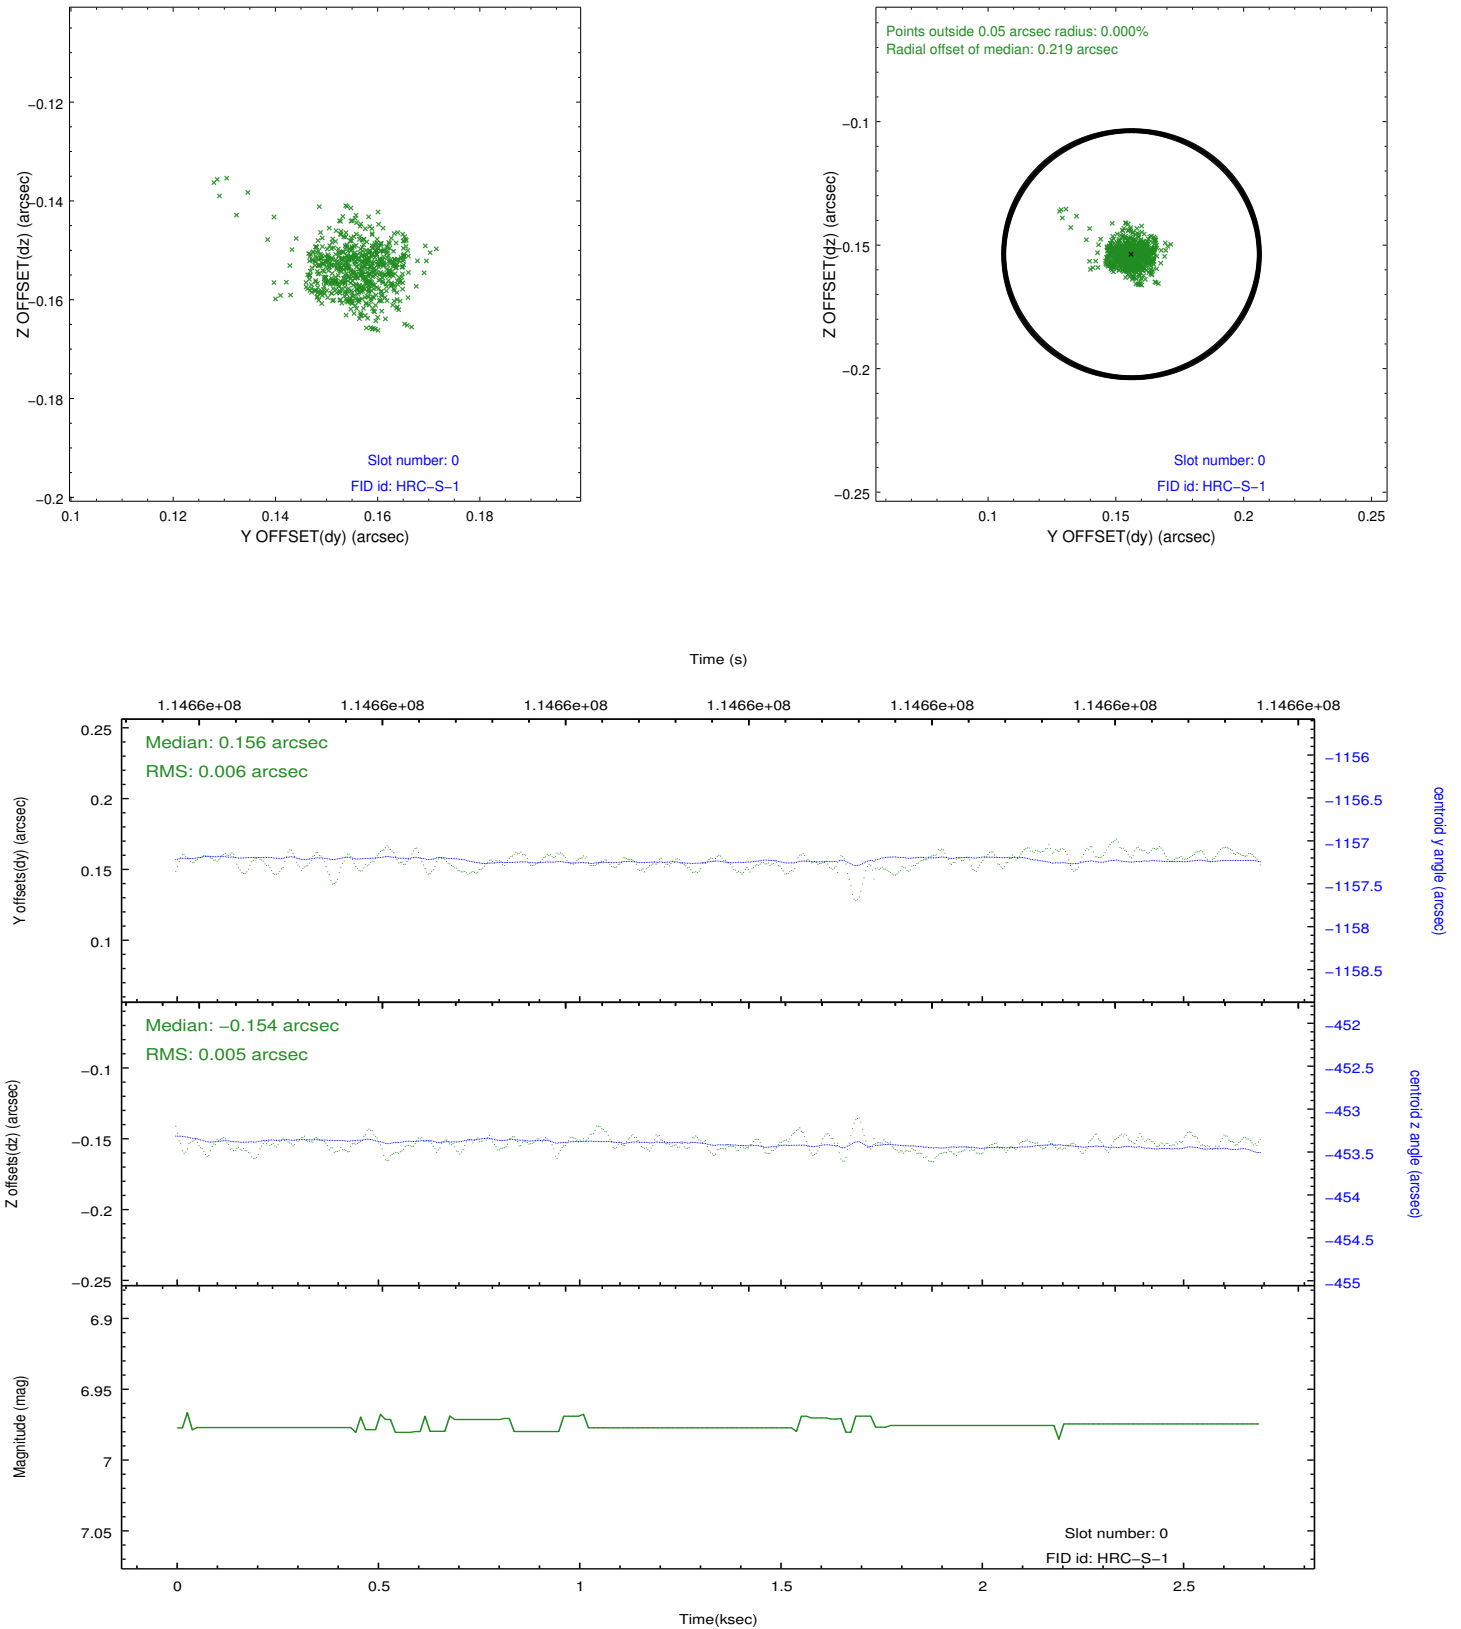 −0.12
−0.14
−0.16
−0.18
−0.2
Z OFFSET(dz) (arcsec)
Slot number: 0
FID id: HRC−S−1
0.1 0.12 0.14 0.16 0.18
Y OFFSET(dy) (arcsec)
Points outside 0.05 arcsec radius: 0.000%
Radial offset of median: 0.219 arcsec
−0.1
−0.15
−0.2
−0.25
Z OFFSET(dz) (arcsec)
Slot number: 0
FID id: HRC−S−1
0.1 0.15 0.2 0.25
Y OFFSET(dy) (arcsec)
Time (s)
1.1466e+08 1.1466e+08 1.1466e+08 1.1466e+08 1.1466e+08 1.1466e+08 1.1466e+08
Median: 0.156 arcsec
RMS: 0.006 arcsec
0.25
0.2
0.15
0.1
Y offsets(dy) (arcsec)
−1156
−1156.5
−1157
−1157.5
−1158
−1158.5
centroid y angle (arcsec)
Median: −0.154 arcsec
RMS: 0.005 arcsec
−0.1
−0.15
−0.2
−0.25
Z offsets(dz) (arcsec)
−452
−452.5
−453
−453.5
−454
−454.5
−455
centroid z angle (arcsec)
6.9
6.95
7
7.05
Magnitude (mag)
Slot number: 0
FID id: HRC−S−1
0 0.5 1 1.5 2 2.5
Time(ksec)